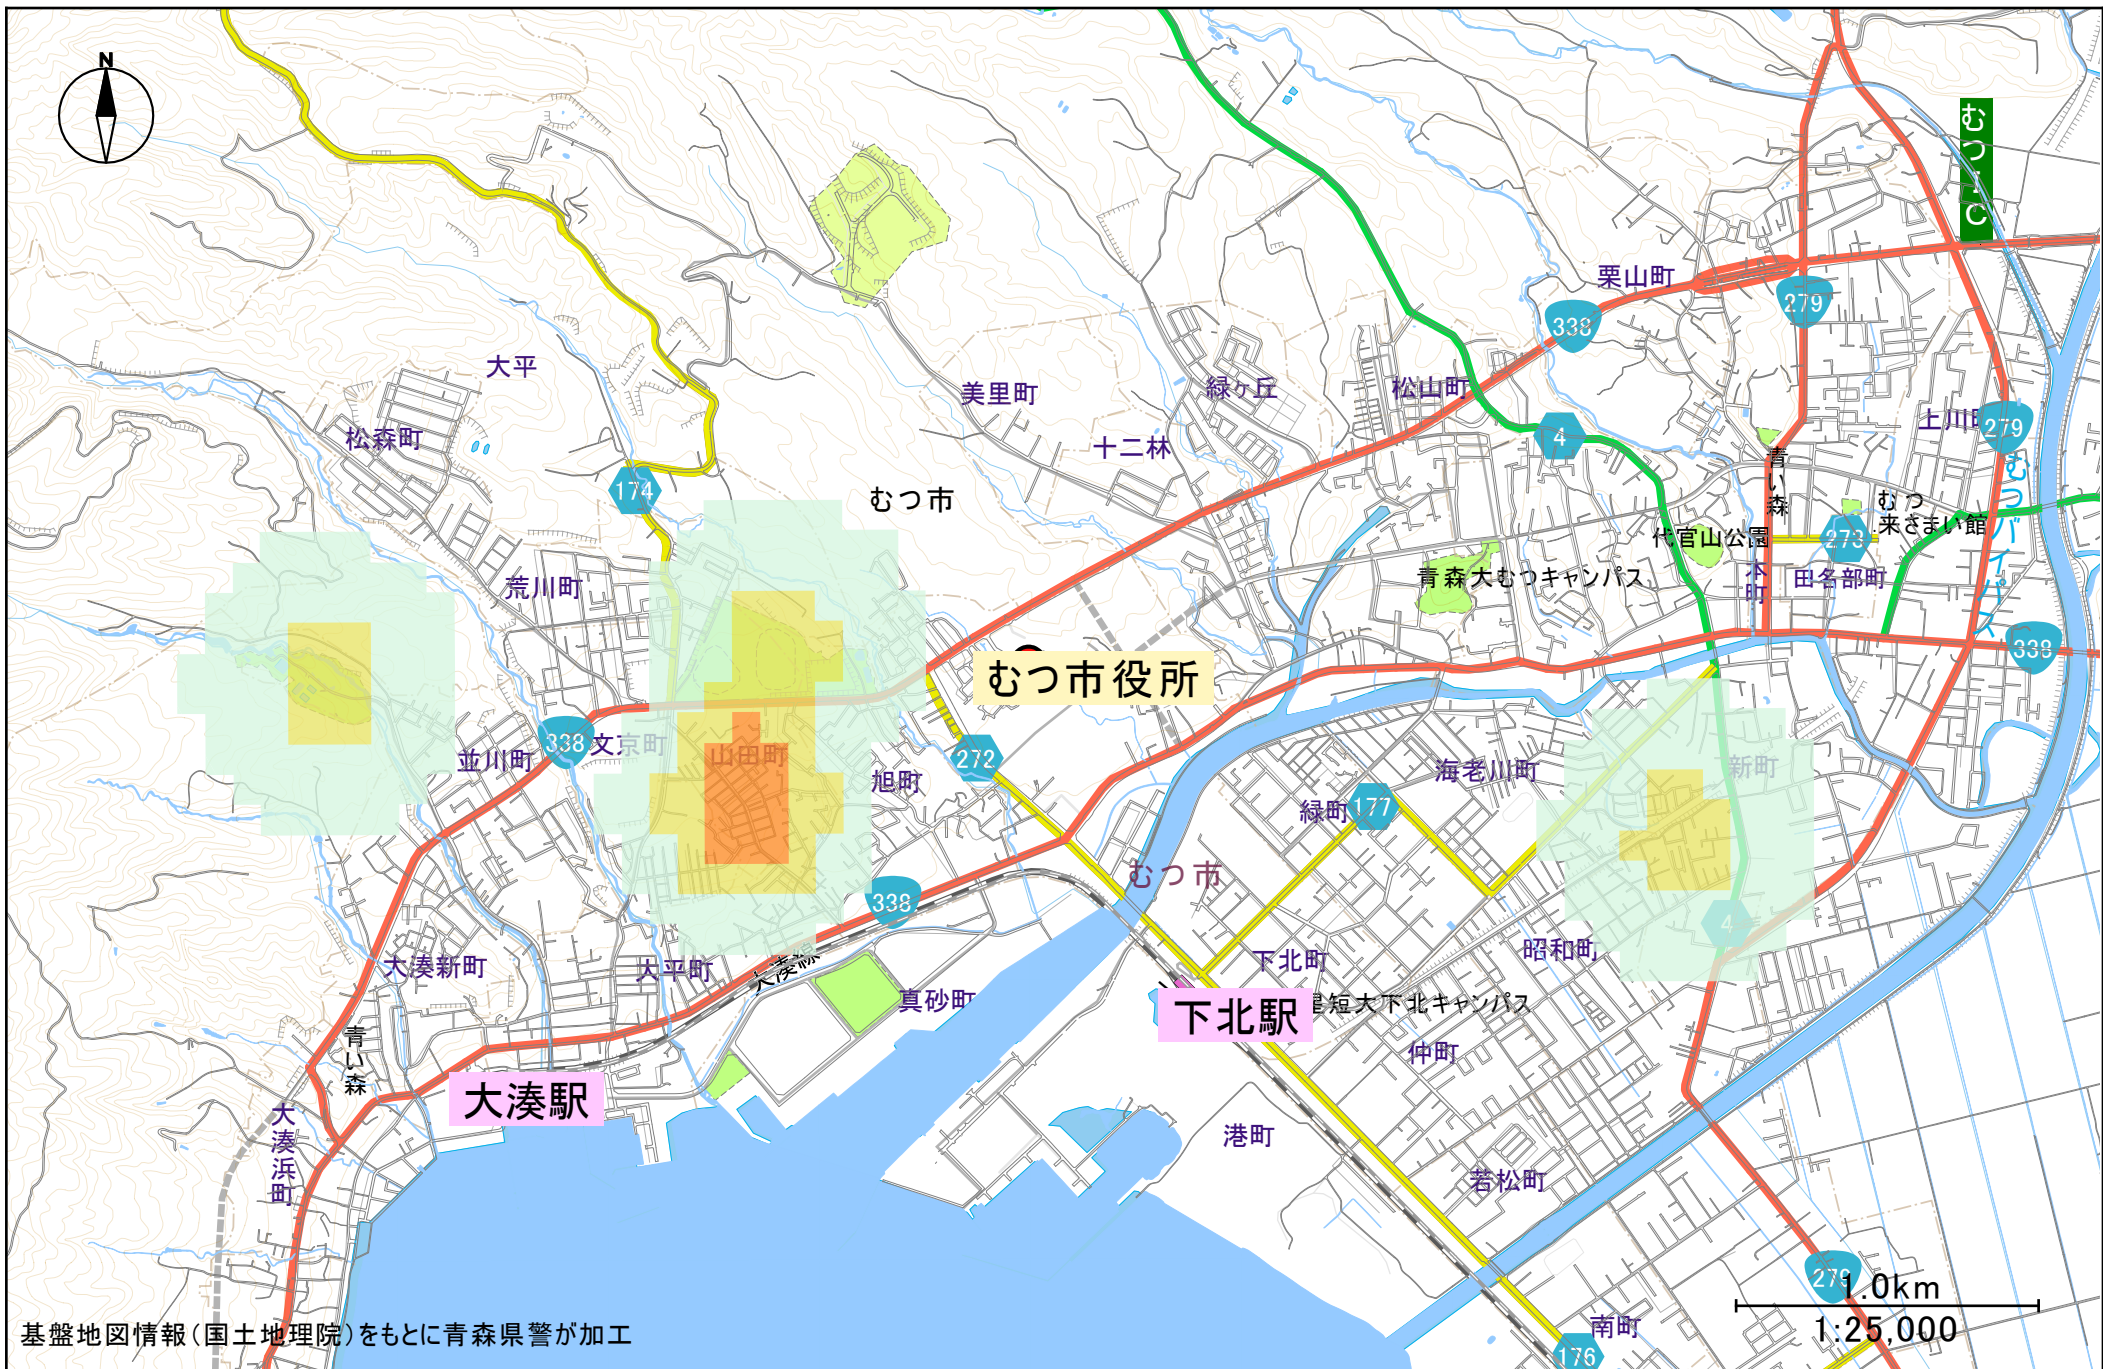 N
むつIC
栗山町
279
338
大平
美里町
緑ヶ丘
松山町
松森町
十二林
4
上川町
279
むつバイパス
174
むつ市
青い森
むつ
来さまい館
代官山公園
273
青森大むつキャンパス
本町
田名部町
荒川町
338
むつ市役所
338
文京町
山田町
並川町
272
旭町
海老川町
新町
緑町
177
むつ市
338
4
大湊新町
大平町
大湊線
真砂町
下北町
昭和町
下北駅
星短大下北キャンパス
青い森
仲町
大湊駅
大湊浜町
港町
若松町
279
1.0km
1:25,000
南町
176
基盤地図情報(国土地理院)をもとに青森県警が加工